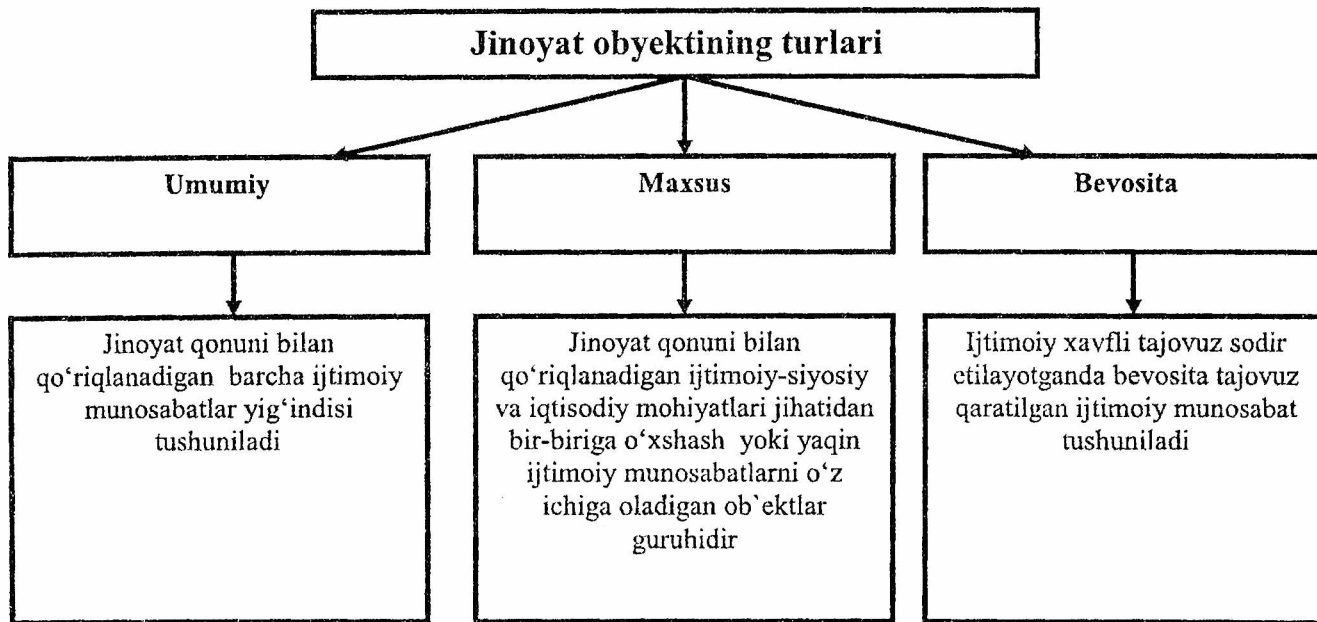 Jinoyat obyektining turlari
Umumiy
Maxsus
Bevosita
Jinoyat qonuni bilan
qo‘riqlanadigan barcha ijtimoiy
munosabatlar yig‘indisi
tushuniladi
Jinoyat qonuni bilan
qo‘riqlanadigan ijtimoiy-siyosiy
va iqtisodiy mohiyatlari jihatidan
bir-biriga o‘xshash yoki yaqin
ijtimoiy munosabatlarni o‘z
ichiga oladigan ob`ektlar
guruhidir
Ijtimoiy xavfli tajovuz sodir
etilayotganda bevosita tajovuz
qaratilgan ijtimoiy munosabat
tushuniladi